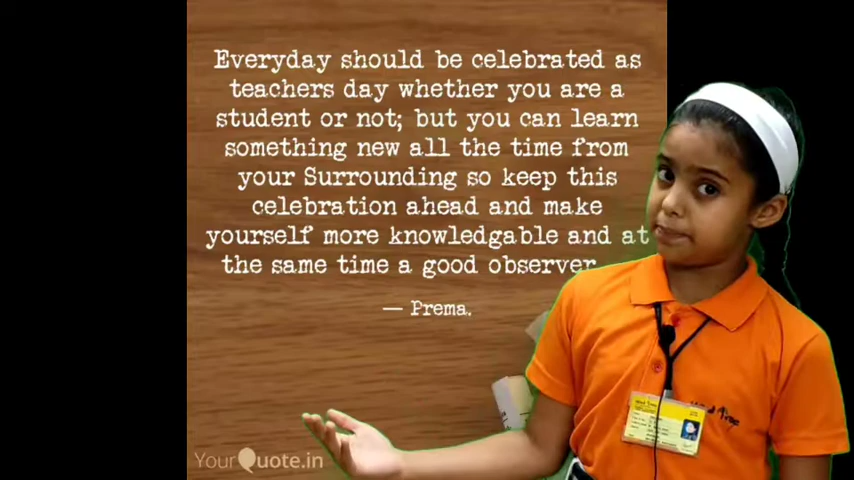 Everyday should be celebrated as
teachers day whether you are a
student or not; but you can learn
something new all the time from
your Surrounding so keep this
celebration ahead and make
yourself more knowledgable and at
the same time a good observer
— Prema.
YourQuote.in